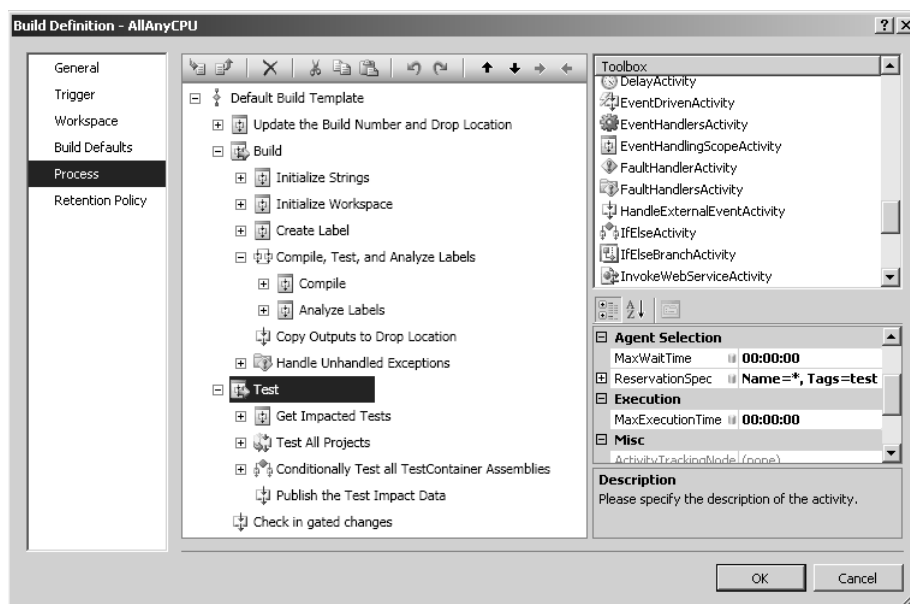 Build Definition - AllAnyCPU
General
Trigger
Workspace
Build Defaults
Process
Retention Policy
Default Build Template
Update the Build Number and Drop Location
Build
Initialize Strings
Initialize Workspace
Create Label
Compile, Test, and Analyze Labels
Compile
Analyze Labels
Copy Outputs to Drop Location
Handle Unhandled Exceptions
Test
Get Impacted Tests
Test All Projects
Conditionally Test all TestContainer Assemblies
Publish the Test Impact Data
Check in gated changes
Toolbox
DelayActivity
EventDrivenActivity
EventHandlersActivity
EventHandlingScopeActivity
FaultHandlerActivity
FaultHandlersActivity
HandleExternalEventActivity
IfElseActivity
IfElseBranchActivity
InvokeWebServiceActivity
Agent Selection
MaxWaitTime 00:00:00
ReservationSpec Name=*, Tags=test
Execution
MaxExecutionTime 00:00:00
Misc
ActivityTrackingNode (none)
Description
Please specify the description of the activity.
OK Cancel